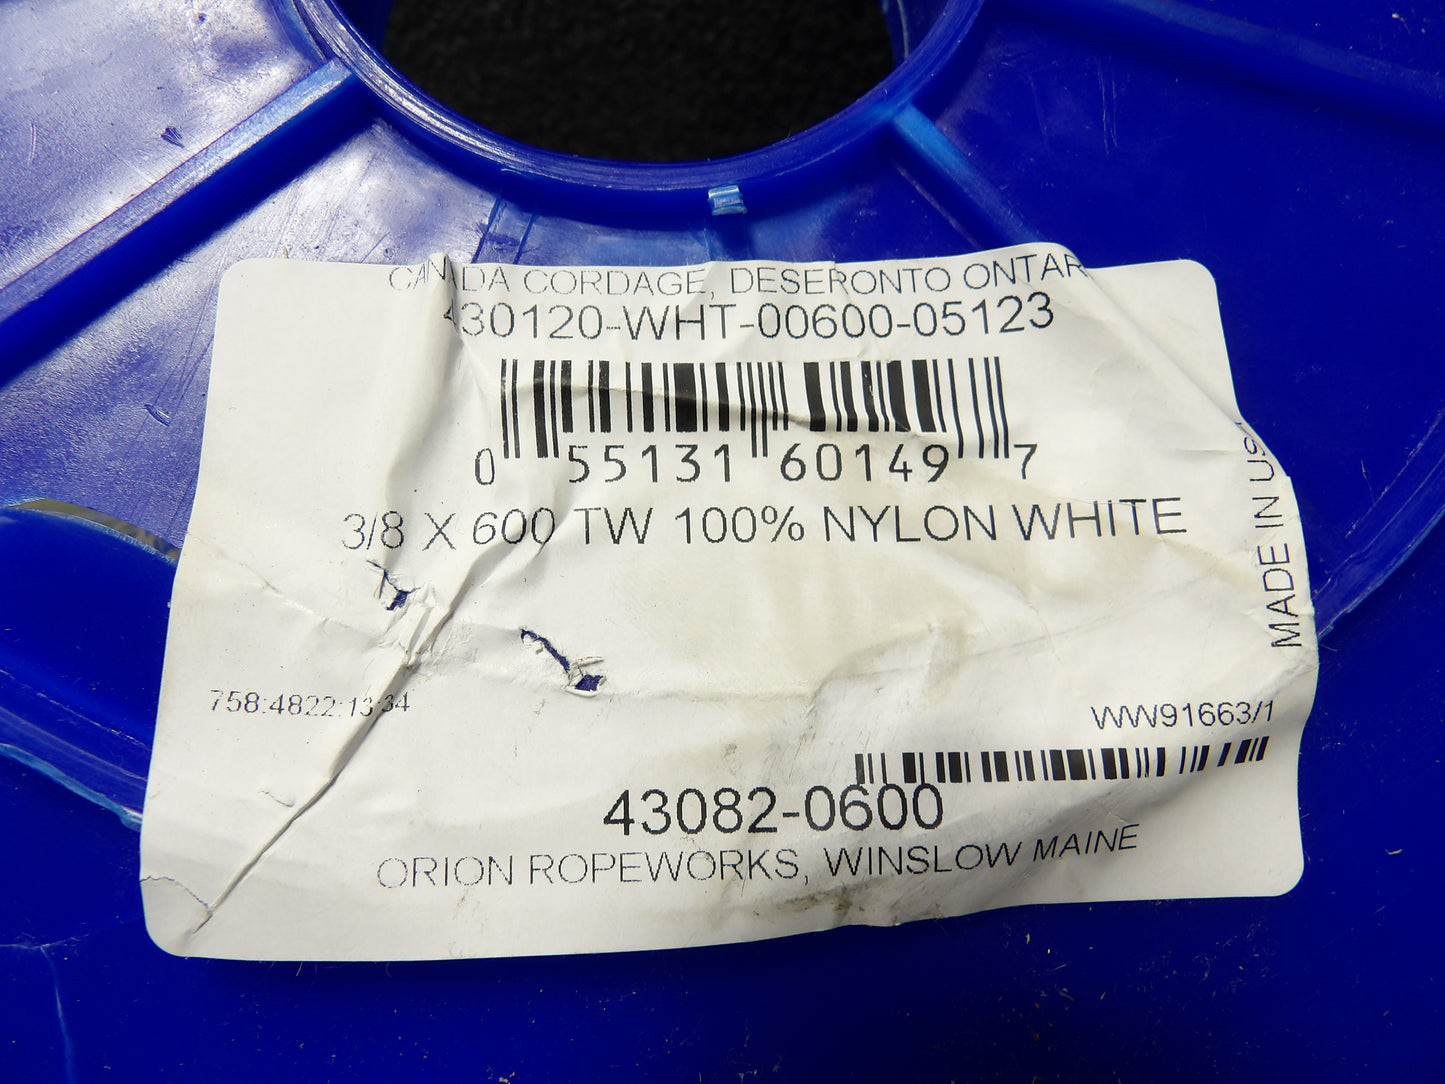 CANADA CORDAGE, DESERONTO ONTAR
430120-WHT-00600-05123
0 55131 60149 7
3/8 X 600 TW 100% NYLON WHITE
MADE IN USA
758:4822:13:34
WW91663/1
43082-0600
ORION ROPEWORKS, WINSLOW MAINE